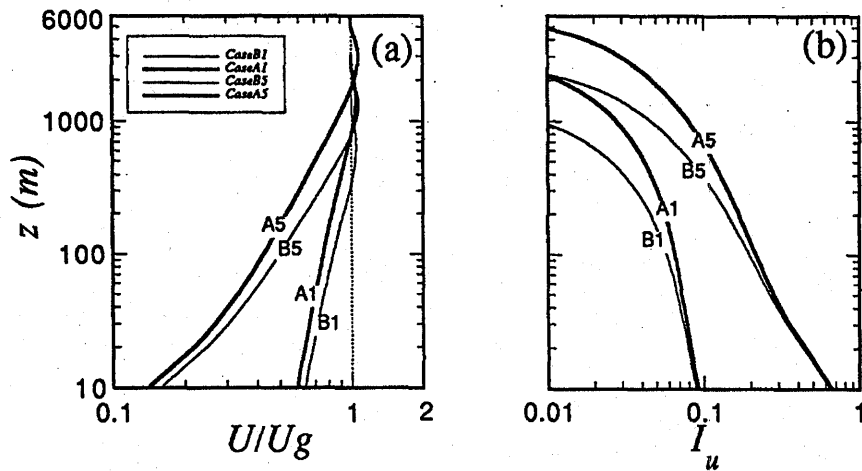 6000
1000
100
10
z (m)
CaseB1
CaseA1
CaseB5
CaseA5
(a)
A5
B5
A1
B1
0.1
1
2
U/Ug
(b)
A5
B5
A1
B1
0.01
0.1
1
I_u